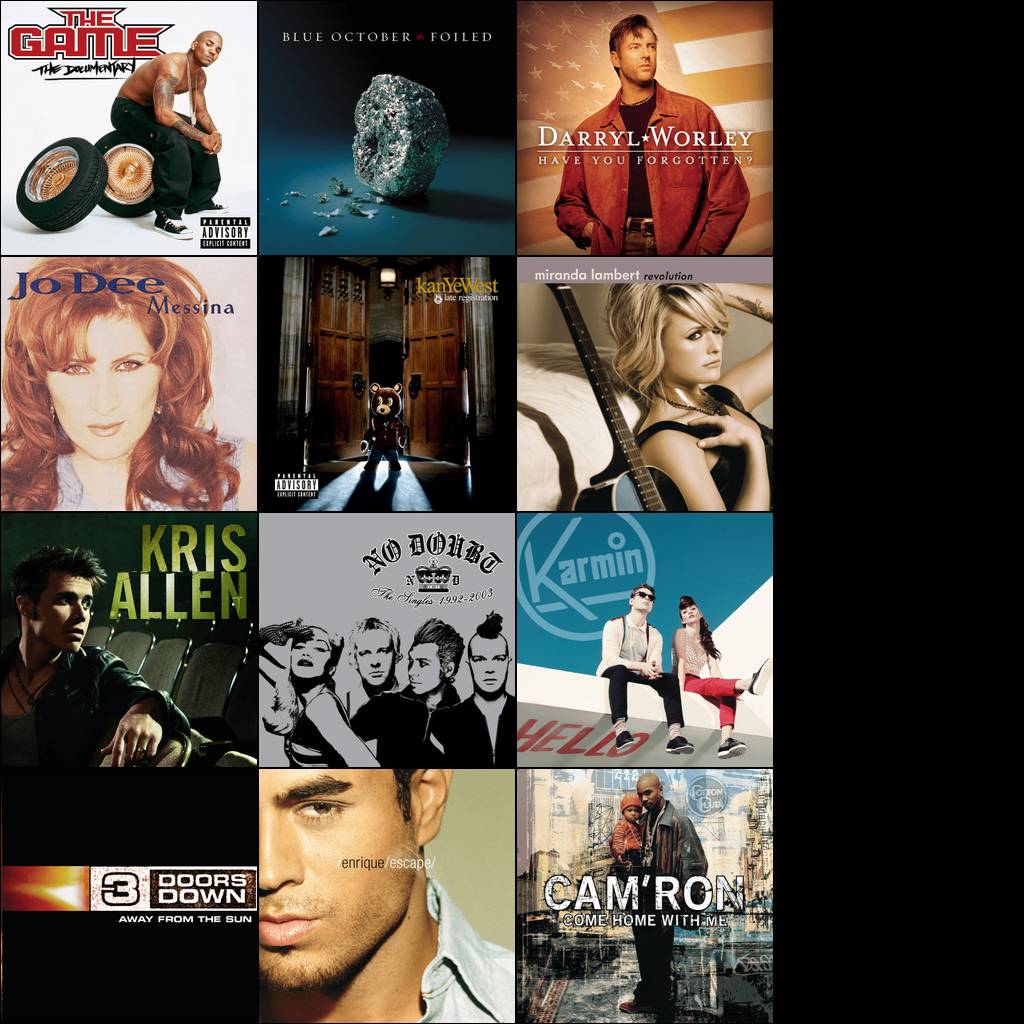 THE
GAME
THE DOCUMENTARY
PARENTAL
ADVISORY
EXPLICIT CONTENT
BLUE OCTOBER FOILED
DARRYL WORLEY
HAVE YOU FORGOTTEN?
Jo Dee
Messina
kanYeWest
late registration
PARENTAL
ADVISORY
EXPLICIT CONTENT
miranda lambert revolution
KRIS
ALLEN
NO DOUBT
N D
The Singles 1992-2003
Karmin
HELLO
3 DOORS
DOWN
AWAY FROM THE SUN
enrique/escape/
COTTON
CLUB
CAM'RON
COME HOME WITH ME